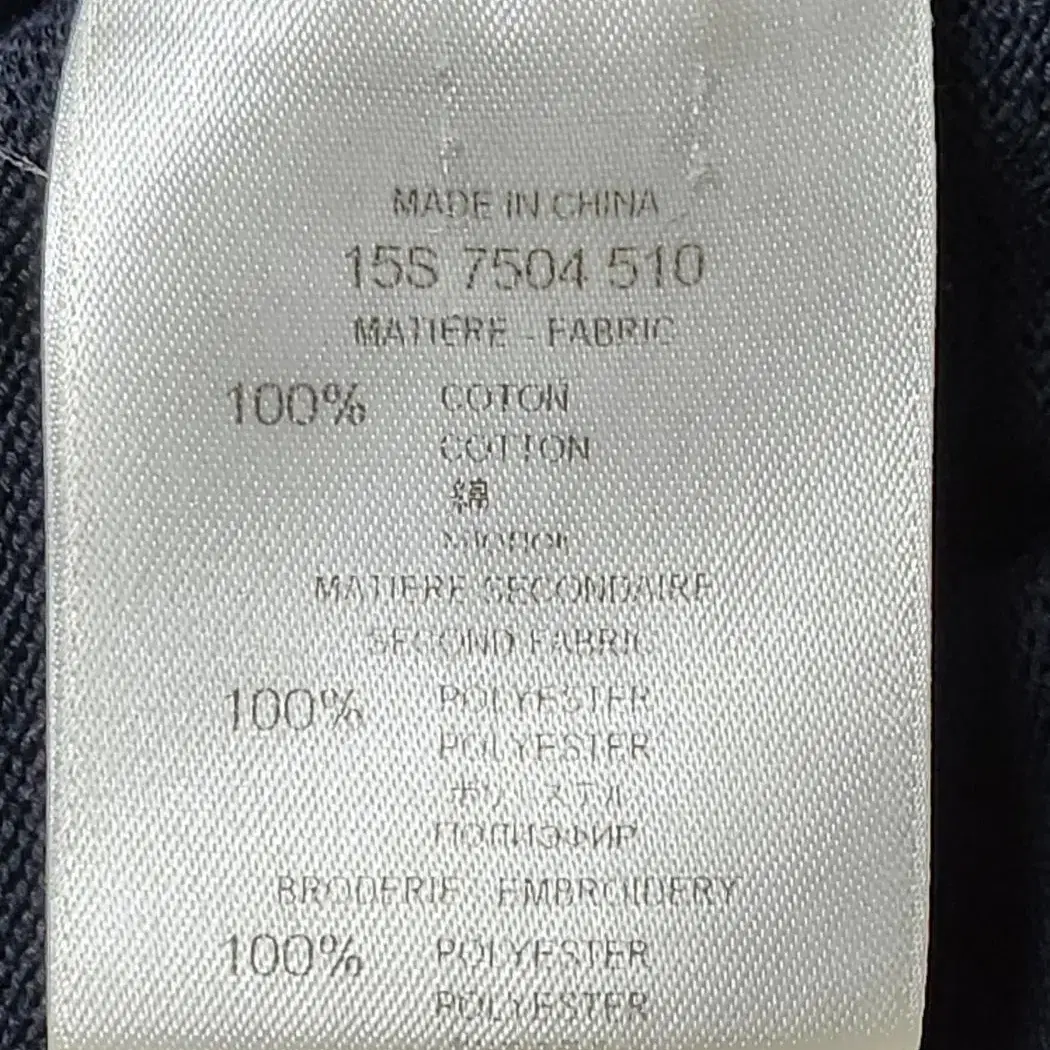 MADE IN CHINA
15S 7504 510
MATIERE - FABRIC
100% COTON
COTTON
綿
ХЛОПОК
MATIERE SECONDAIRE
SECOND FABRIC
100% POLYESTER
POLYESTER
ポリエステル
ПОЛИЭФИР
BRODERIE - EMBROIDERY
100% POLYESTER
POLYESTER